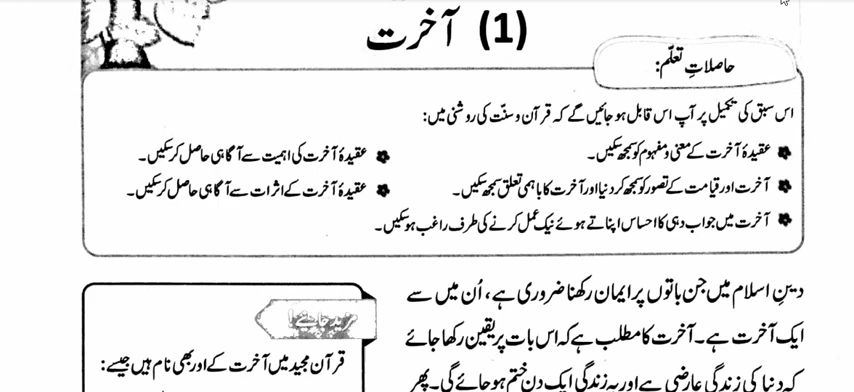 (1) آخرت
حاصلاتِ تعلّم:
اس سبق کی تکمیل پر آپ اس قابل ہو جائیں گے کہ قرآن و سنّت کی روشنی میں:
عقیدۂ آخرت کے معنی و مفہوم کو سمجھ سکیں۔
عقیدۂ آخرت کی اہمیت سے آگاہی حاصل کر سکیں۔
آخرت اور قیامت کے تصور کو سمجھ کر دنیا اور آخرت کا باہمی تعلق سمجھ سکیں۔
عقیدۂ آخرت کے اثرات سے آگاہی حاصل کر سکیں۔
آخرت میں جواب دہی کا احساس اپناتے ہوئے نیک عمل کرنے کی طرف راغب ہو سکیں۔
دینِ اسلام میں جن باتوں پر ایمان رکھنا ضروری ہے، اُن میں سے
ایک آخرت ہے۔ آخرت کا مطلب ہے کہ اس بات پر یقین رکھا جائے
کہ دنیا کی زندگی عارضی ہے اور یہ زندگی ایک دن ختم ہو جائے گی۔ پھر
مزید جانیے!
قرآن مجید میں آخرت کے اور بھی نام ہیں جیسے: